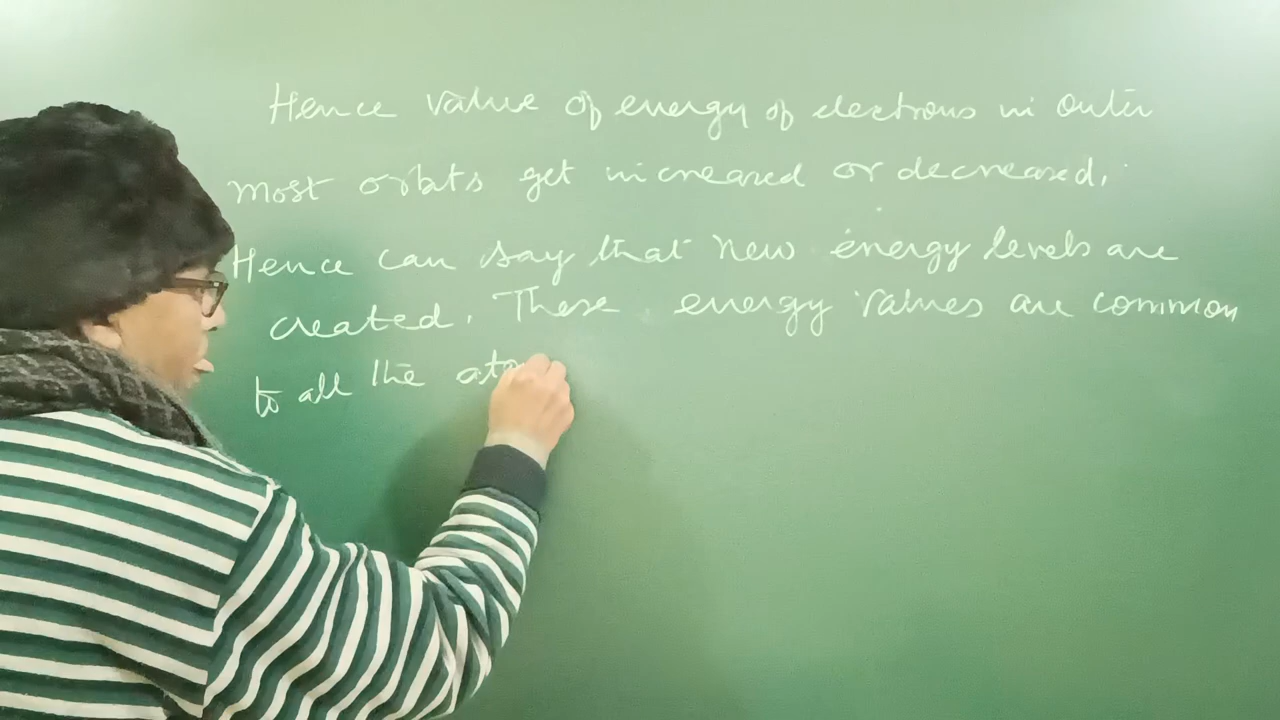 Hence value of energy of electrons in outer
most orbits get increased or decreased.
Hence can say that new energy levels are
created. These energy values are common
to all the ato